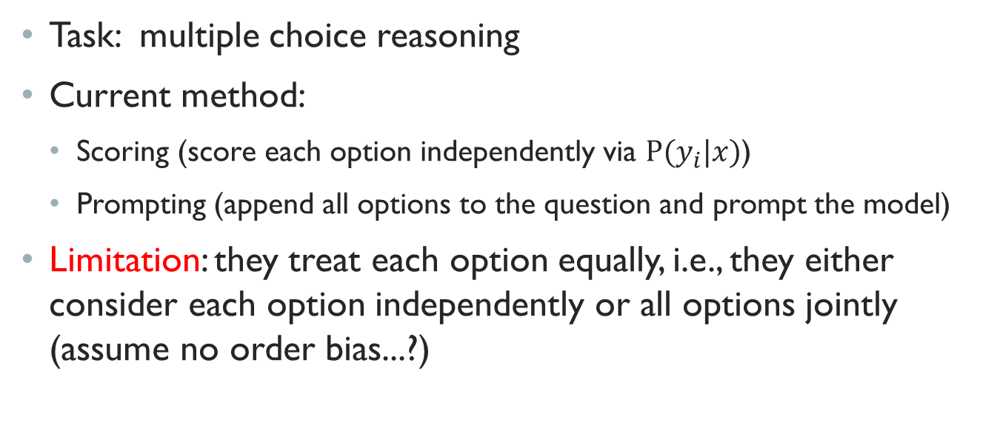 • Task:  multiple choice reasoning
• Current method:
• Scoring (score each option independently via P(yᵢ|x))
• Prompting (append all options to the question and prompt the model)
• Limitation: they treat each option equally, i.e., they either
consider each option independently or all options jointly
(assume no order bias...?)